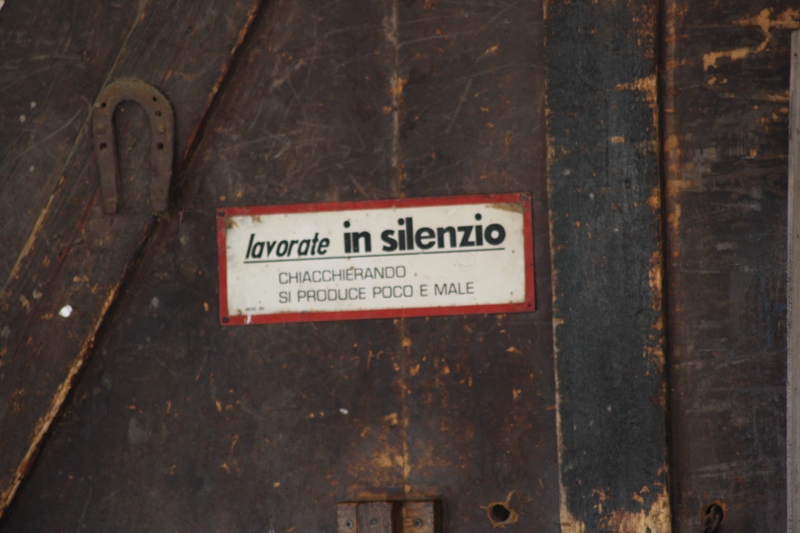 lavorate in silenzio
CHIACCHIERANDO
SI PRODUCE POCO E MALE